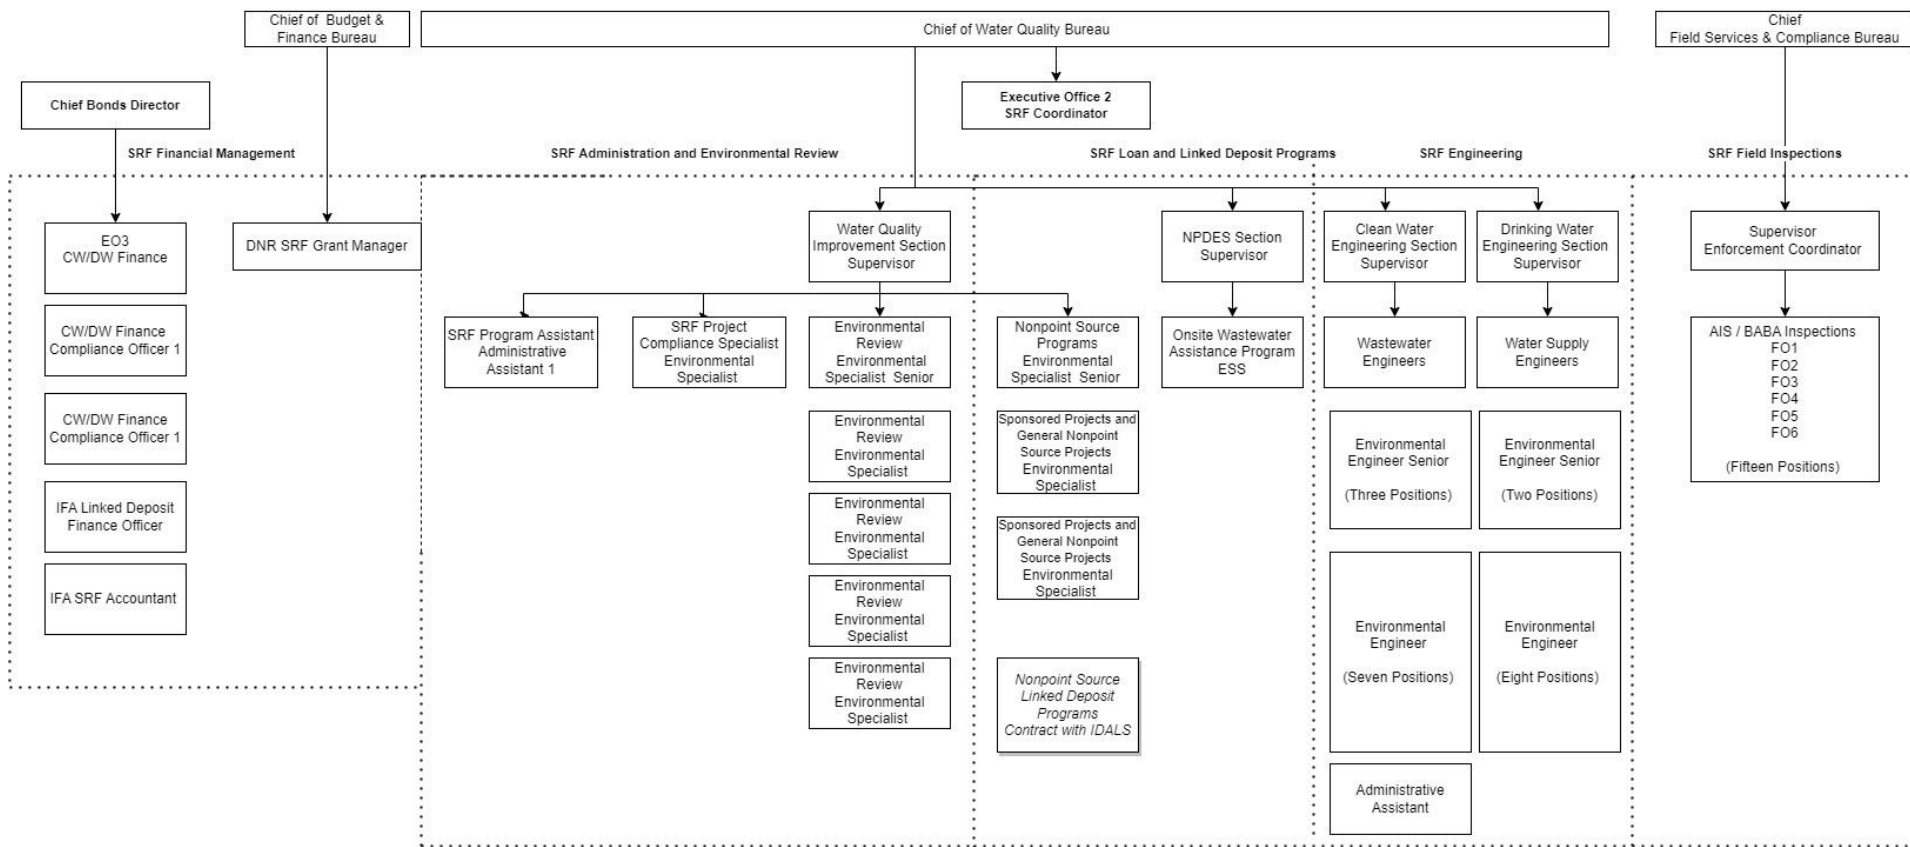 Chief of Budget &
Finance Bureau
Chief of Water Quality Bureau
Chief
Field Services & Compliance Bureau
Chief Bonds Director
Executive Office 2
SRF Coordinator
SRF Financial Management
SRF Administration and Environmental Review
SRF Loan and Linked Deposit Programs
SRF Engineering
SRF Field Inspections
EO3
CW/DW Finance
DNR SRF Grant Manager
Water Quality
Improvement Section
Supervisor
NPDES Section
Supervisor
Clean Water
Engineering Section
Supervisor
Drinking Water
Engineering Section
Supervisor
Supervisor
Enforcement Coordinator
CW/DW Finance
Compliance Officer 1
CW/DW Finance
Compliance Officer 1
IFA Linked Deposit
Finance Officer
IFA SRF Accountant
SRF Program Assistant
Administrative
Assistant 1
SRF Project
Compliance Specialist
Environmental
Specialist
Environmental
Review
Environmental
Specialist Senior
Environmental
Review
Environmental
Specialist
Environmental
Review
Environmental
Specialist
Environmental
Review
Environmental
Specialist
Environmental
Review
Environmental
Specialist
Nonpoint Source
Programs
Environmental
Specialist Senior
Sponsored Projects and
General Nonpoint
Source Projects
Environmental
Specialist
Sponsored Projects and
General Nonpoint
Source Projects
Environmental
Specialist
Nonpoint Source
Linked Deposit
Programs
Contract with IDALS
Onsite Wastewater
Assistance Program
ESS
Wastewater
Engineers
Environmental
Engineer Senior
(Three Positions)
Environmental
Engineer
(Seven Positions)
Administrative
Assistant
Water Supply
Engineers
Environmental
Engineer Senior
(Two Positions)
Environmental
Engineer
(Eight Positions)
AIS / BABA Inspections
FO1
FO2
FO3
FO4
FO5
FO6
(Fifteen Positions)